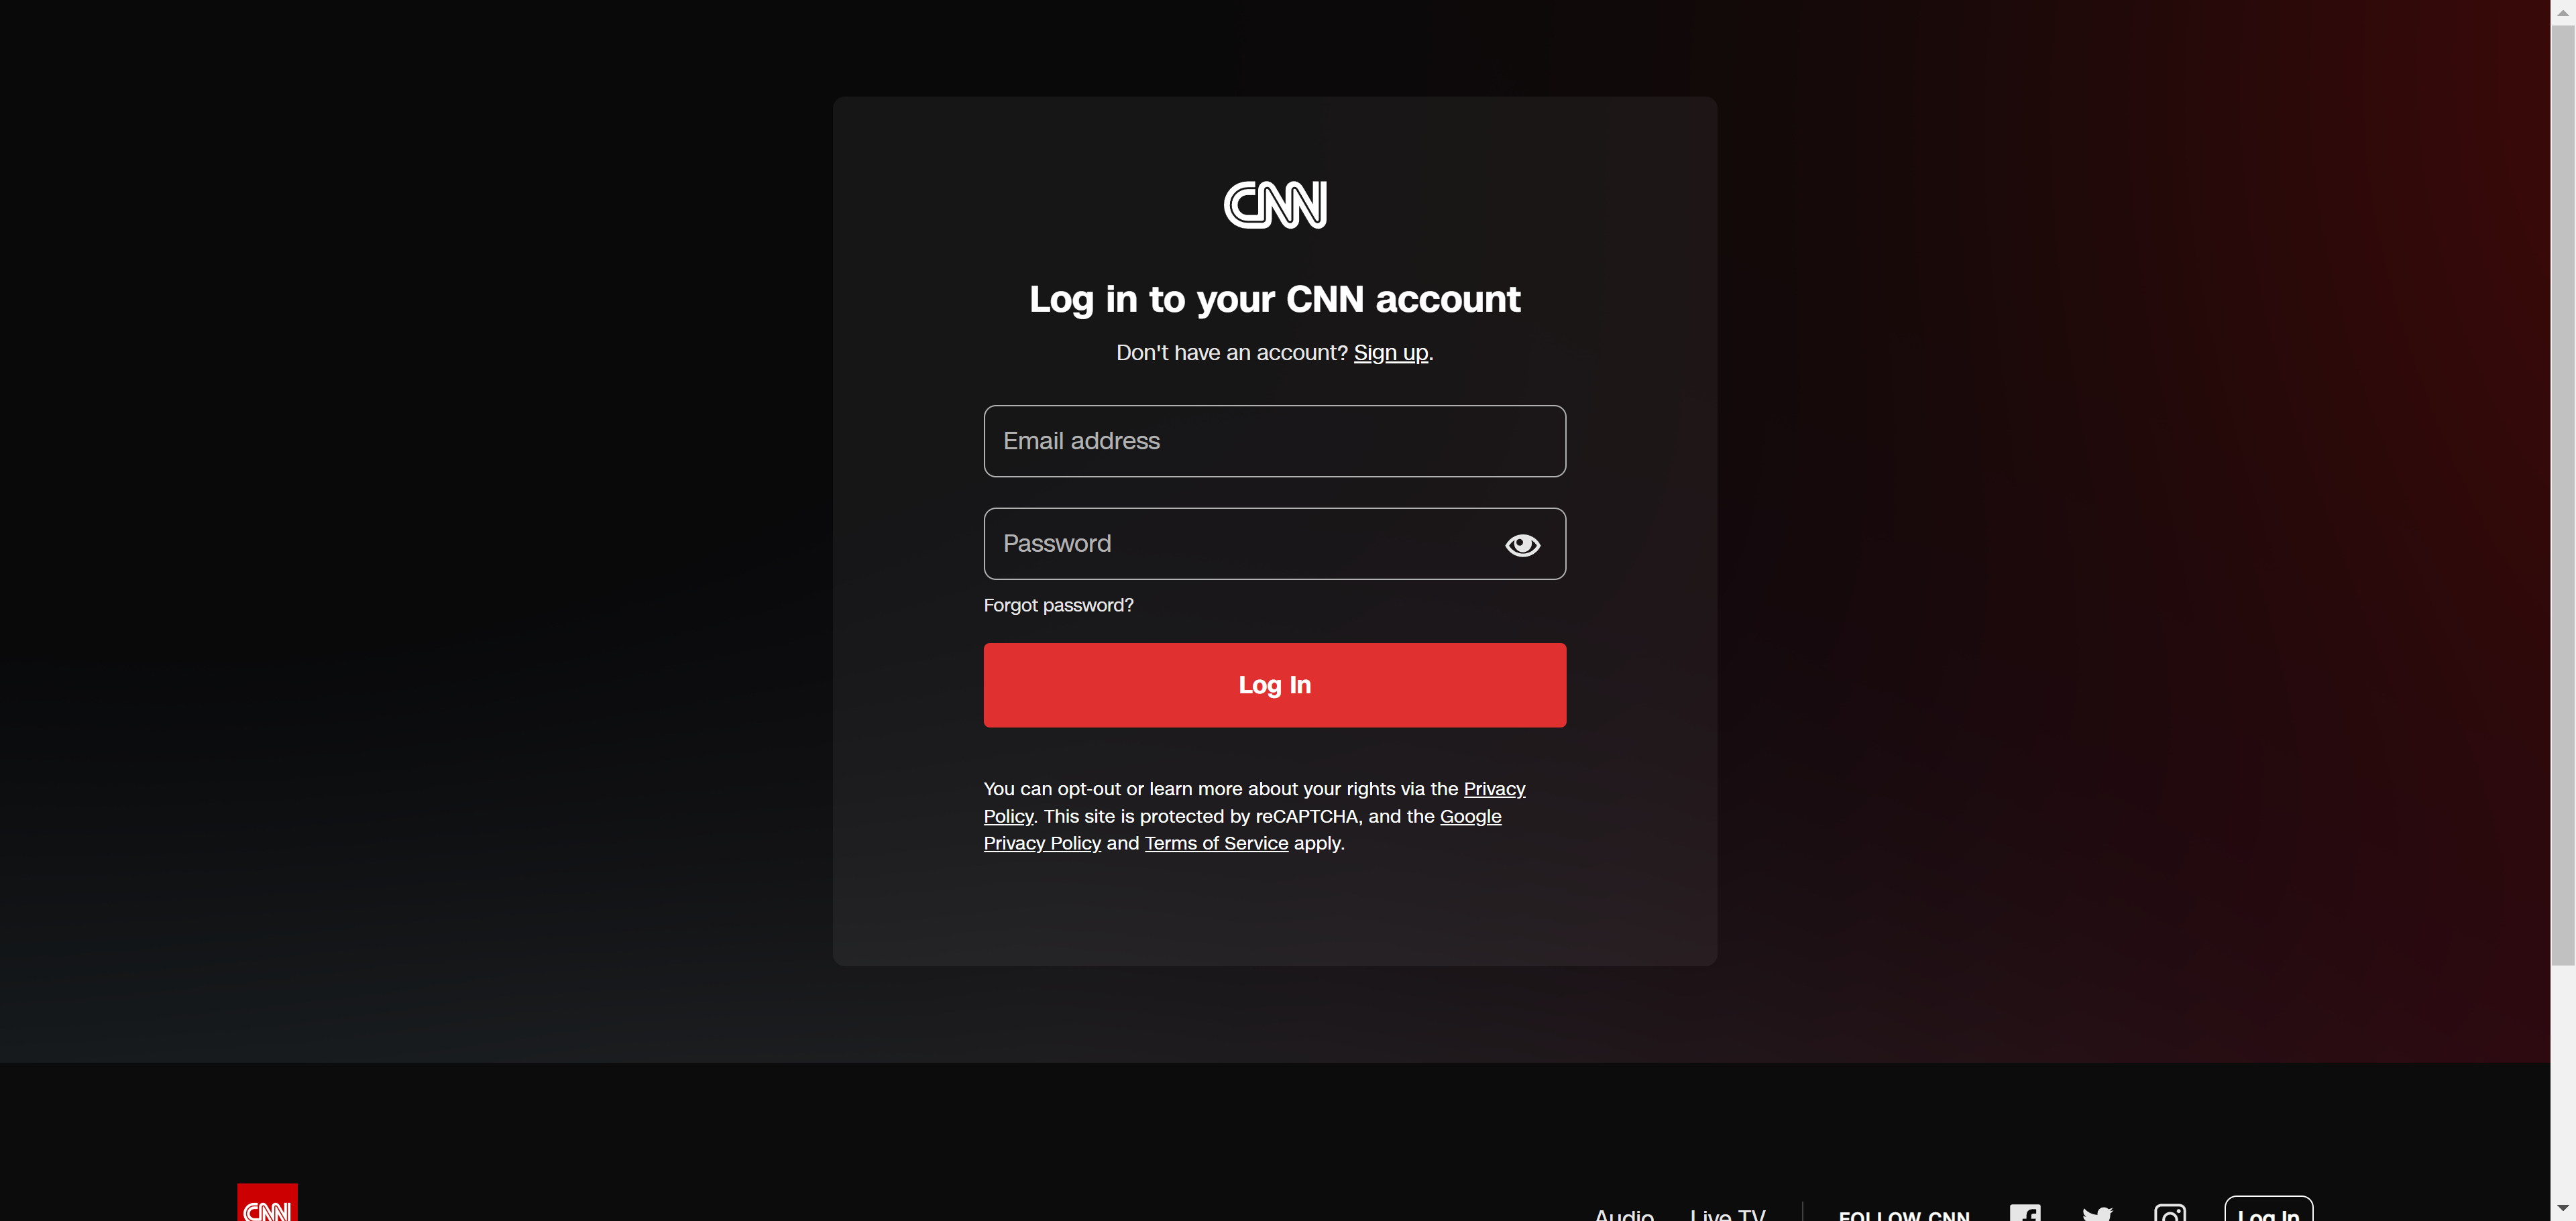 CNN
Log in to your CNN account
Don't have an account? Sign up.
Email address
Password
Forgot password?
Log In
You can opt-out or learn more about your rights via the Privacy
Policy. This site is protected by reCAPTCHA, and the Google
Privacy Policy and Terms of Service apply.
CNN
Audio Live TV FOLLOW CNN Log In